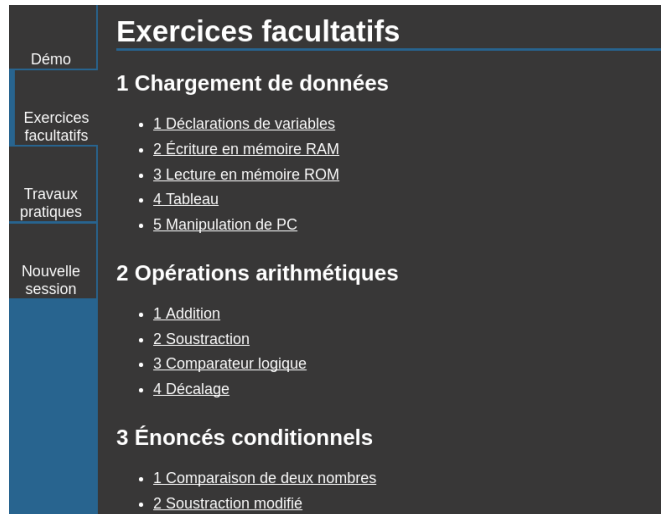 Démo
Exercices
facultatifs
Travaux
pratiques
Nouvelle
session
Exercices facultatifs
1 Chargement de données
1 Déclarations de variables
2 Écriture en mémoire RAM
3 Lecture en mémoire ROM
4 Tableau
5 Manipulation de PC
2 Opérations arithmétiques
1 Addition
2 Soustraction
3 Comparateur logique
4 Décalage
3 Énoncés conditionnels
1 Comparaison de deux nombres
2 Soustraction modifié